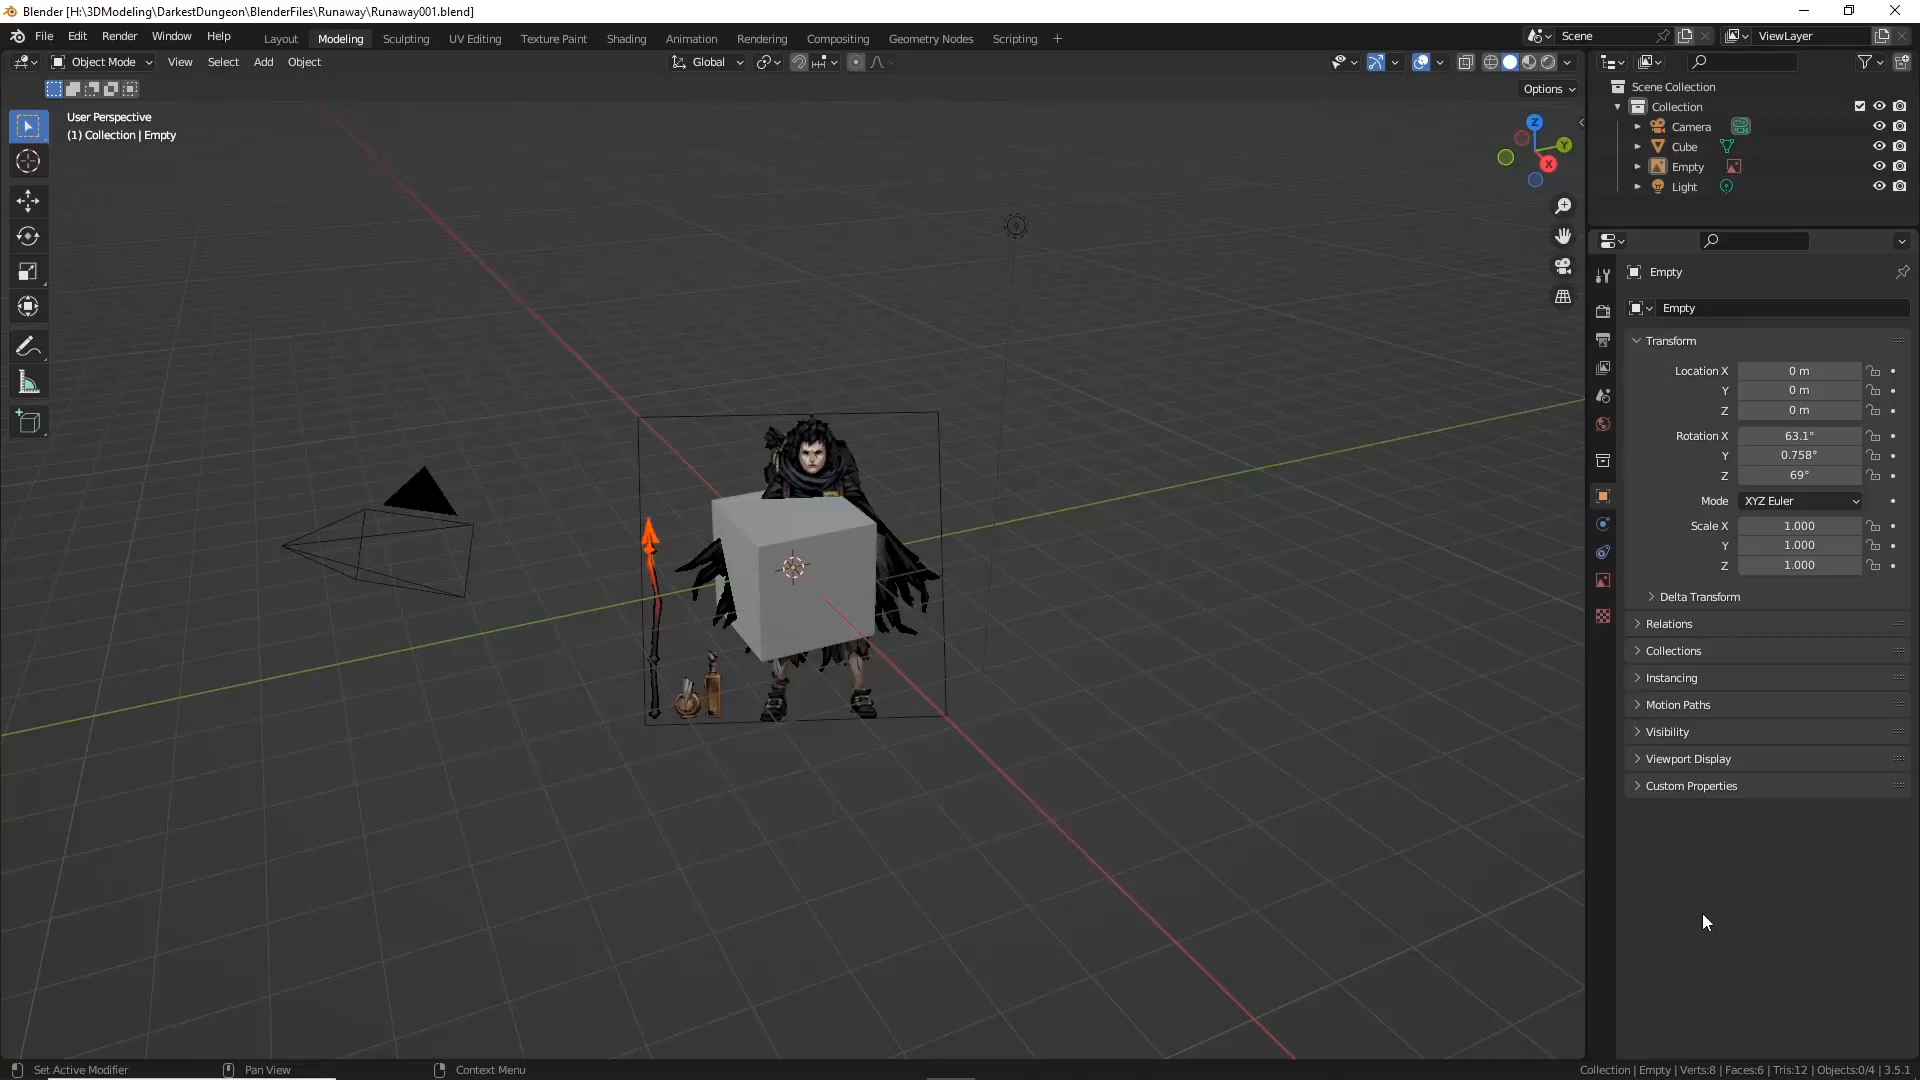 Blender [H:\3DModeling\DarkestDungeon\BlenderFiles\Runaway\Runaway001.blend]
File Edit Render Window Help Layout Modeling Sculpting UV Editing Texture Paint Shading Animation Rendering Compositing Geometry Nodes Scripting + Scene ViewLayer
Object Mode View Select Add Object Global
Options
User Perspective
(1) Collection | Empty
Z
Y
X
Scene Collection
Collection
Camera
Cube
Empty
Light
Empty
Empty
Transform
Location X 0 m
Y 0 m
Z 0 m
Rotation X 63.1°
Y 0.758°
Z 69°
Mode XYZ Euler
Scale X 1.000
Y 1.000
Z 1.000
Delta Transform
Relations
Collections
Instancing
Motion Paths
Visibility
Viewport Display
Custom Properties
Set Active Modifier Pan View Context Menu Collection | Empty | Verts:8 | Faces:6 | Tris:12 | Objects:0/4 | 3.5.1